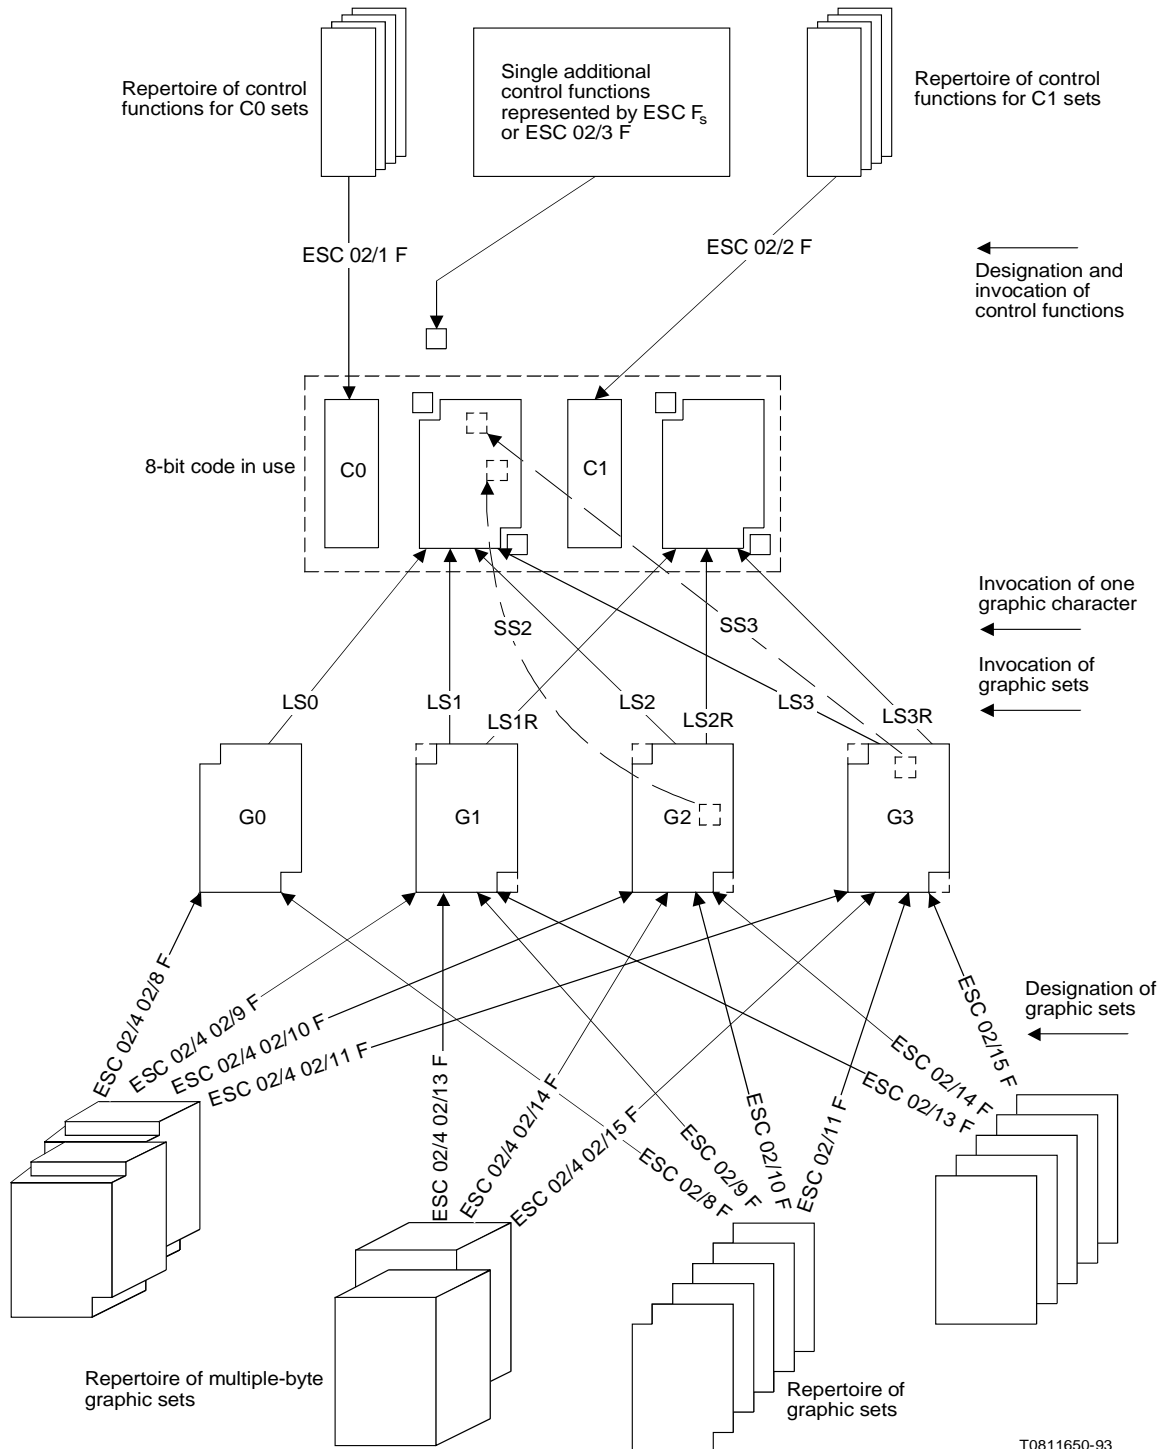 Repertoire of control
functions for C0 sets
Single additional
control functions
represented by ESC Fs
or ESC 02/3 F
Repertoire of control
functions for C1 sets
ESC 02/1 F
ESC 02/2 F
Designation and
invocation of
control functions
8-bit code in use
C0
C1
Invocation of one
graphic character
SS2
SS3
Invocation of
graphic sets
LS0
LS1
LS1R
LS2
LS2R
LS3
LS3R
G0
G1
G2
G3
ESC 02/4 02/8 F
ESC 02/4 02/9 F
ESC 02/4 02/10 F
ESC 02/4 02/11 F
ESC 02/4 02/13 F
ESC 02/4 02/14 F
ESC 02/4 02/15 F
ESC 02/8 F
ESC 02/9 F
ESC 02/10 F
ESC 02/11 F
ESC 02/13 F
ESC 02/14 F
ESC 02/15 F
Designation of
graphic sets
Repertoire of multiple-byte
graphic sets
Repertoire of
graphic sets
T0811650-93